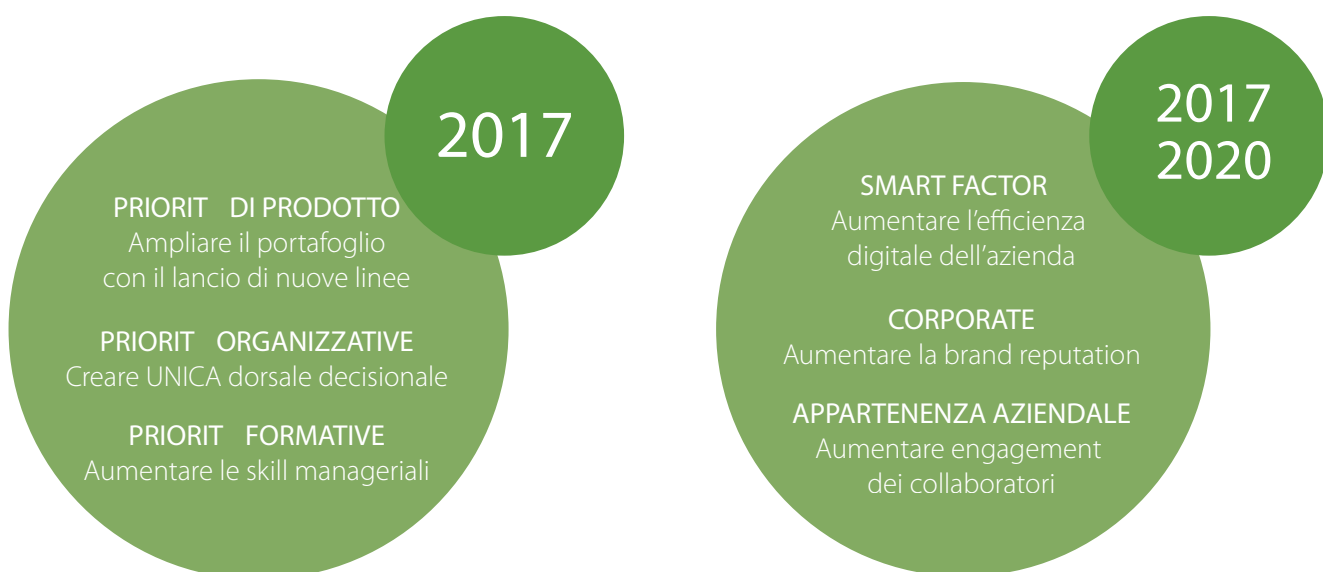 2017
PRIORIT DI PRODOTTO
Ampliare il portafoglio
con il lancio di nuove linee
PRIORIT ORGANIZZATIVE
Creare UNICA dorsale decisionale
PRIORIT FORMATIVE
Aumentare le skill manageriali
2017
2020
SMART FACTOR
Aumentare l’efficienza
digitale dell’azienda
CORPORATE
Aumentare la brand reputation
APPARTENENZA AZIENDALE
Aumentare engagement
dei collaboratori